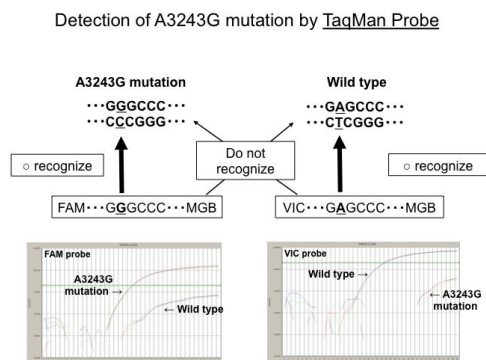 Detection of A3243G mutation by TaqMan Probe
A3243G mutation
Wild type
···GGGCCC···
···CCCGGG···
···GAGCCC···
···CTCGGG···
○ recognize
Do not
recognize
○ recognize
FAM···GGGCCC···MGB
VIC···GAGCCC···MGB
FAM probe
A3243G
mutation →
← Wild type
VIC probe
Wild type →
← A3243G
mutation